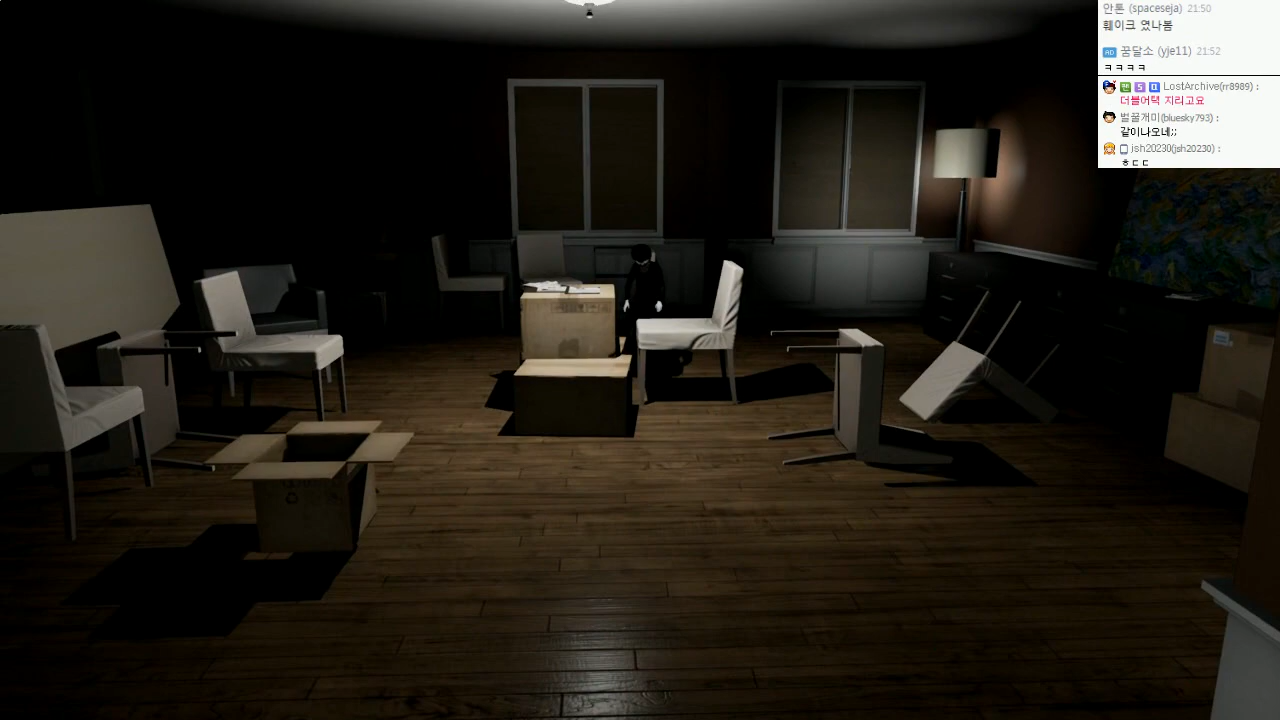 안톤 (spaceseja) 21:50
훼이크 였나봄
AD 꿈달소 (yje11) 21:52
ㅋㅋㅋㅋ
팬 S LostArchive(rr8989) :
더블어택 지리고요
벌꿀개미(bluesky793) :
같이나오네;;
jsh20230(jsh20230) :
ㅎㄷㄷ